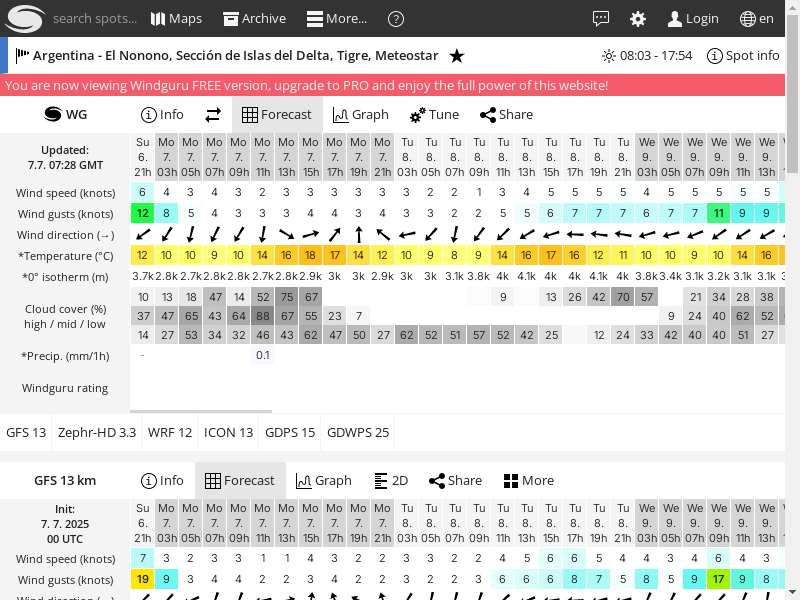 search spots... Maps Archive More... ? Login en
Argentina - El Nonono, Sección de Islas del Delta, Tigre, Meteostar ★ 08:03 - 17:54 Spot info
You are now viewing Windguru FREE version, upgrade to PRO and enjoy the full power of this website!
WG Info Forecast Graph Tune Share
Updated:
7.7. 07:28 GMT
Su Mo Mo Mo Mo Mo Mo Mo Mo Mo Mo Tu Tu Tu Tu Tu Tu Tu Tu Tu Tu We We We We We We
6. 7. 7. 7. 7. 7. 7. 7. 7. 7. 7. 8. 8. 8. 8. 8. 8. 8. 8. 8. 8. 9. 9. 9. 9. 9. 9.
21h 03h 05h 07h 09h 11h 13h 15h 17h 19h 21h 03h 05h 07h 09h 11h 13h 15h 17h 19h 21h 03h 05h 07h 09h 11h 13h
Wind speed (knots) 6 4 3 4 3 2 3 3 3 3 3 3 2 2 1 3 4 5 5 5 5 4 5 5 5 5 5
Wind gusts (knots) 12 8 5 4 3 3 3 4 4 3 4 3 3 2 2 5 5 6 7 7 7 6 7 7 11 9 9
Wind direction (→)
*Temperature (°C) 12 10 10 9 10 14 16 18 17 14 12 10 9 8 9 14 16 17 16 12 11 10 10 9 10 14 16
*0° isotherm (m) 3.7k 2.8k 2.7k 2.8k 2.8k 2.7k 2.8k 2.9k 3k 3k 2.9k 3k 3k 3.1k 3.8k 4k 4.1k 4k 4k 4.1k 4k 3.8k 3.4k 3.1k 3.2k 3.1k 3.1k
Cloud cover (%)
high / mid / low
10 13 18 47 14 52 75 67 9 13 26 42 70 57 21 34 28 38
37 47 65 43 64 88 67 55 23 7 9 24 40 62 52
14 27 53 34 32 46 43 62 47 50 27 62 52 51 57 52 42 25 12 24 33 42 40 40 51 27
*Precip. (mm/1h) - 0.1
Windguru rating
GFS 13 Zephr-HD 3.3 WRF 12 ICON 13 GDPS 15 GDWPS 25
GFS 13 km Info Forecast Graph 2D Share More
Init:
7. 7. 2025
00 UTC
Su Mo Mo Mo Mo Mo Mo Mo Mo Mo Mo Tu Tu Tu Tu Tu Tu Tu Tu Tu Tu We We We We We We
6. 7. 7. 7. 7. 7. 7. 7. 7. 7. 7. 8. 8. 8. 8. 8. 8. 8. 8. 8. 8. 9. 9. 9. 9. 9. 9.
21h 03h 05h 07h 09h 11h 13h 15h 17h 19h 21h 03h 05h 07h 09h 11h 13h 15h 17h 19h 21h 03h 05h 07h 09h 11h 13h
Wind speed (knots) 7 3 2 3 3 1 1 4 3 2 2 3 3 2 2 4 5 6 6 5 4 4 3 4 6 4 3
Wind gusts (knots) 19 9 3 4 4 2 2 3 4 2 2 3 2 2 3 6 6 6 8 7 5 8 5 9 17 9 8